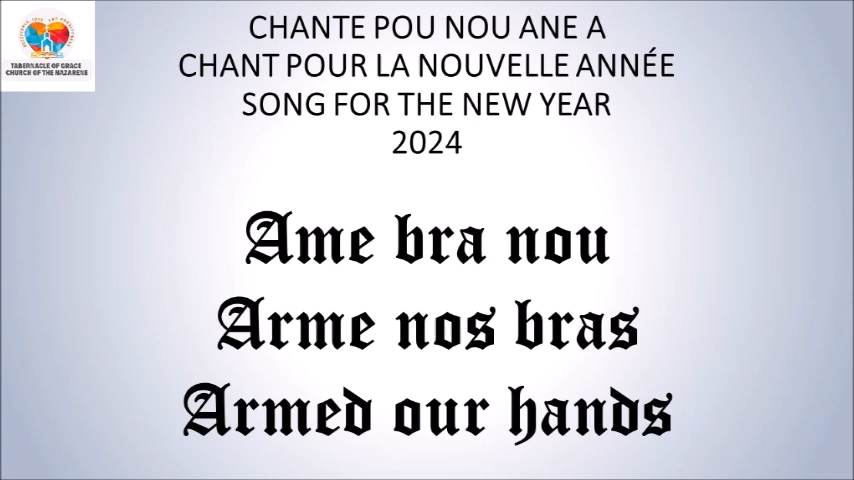 TABERNACLE OF GRACE
CHURCH OF THE NAZARENE
CHANTE POU NOU ANE A
CHANT POUR LA NOUVELLE ANNÉE
SONG FOR THE NEW YEAR
2024
Ame bra nou
Arme nos bras
Armed our hands